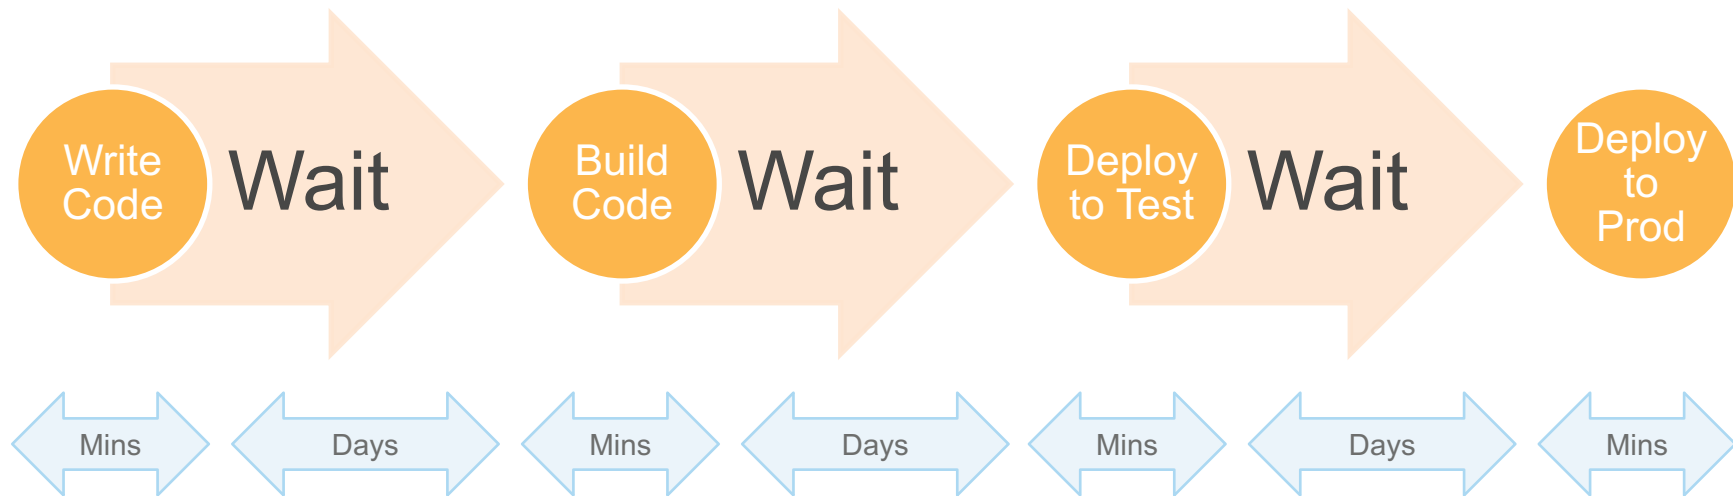 Write
Code
Wait
Build
Code
Wait
Deploy
to Test
Wait
Deploy
to
Prod
Mins
Days
Mins
Days
Mins
Days
Mins